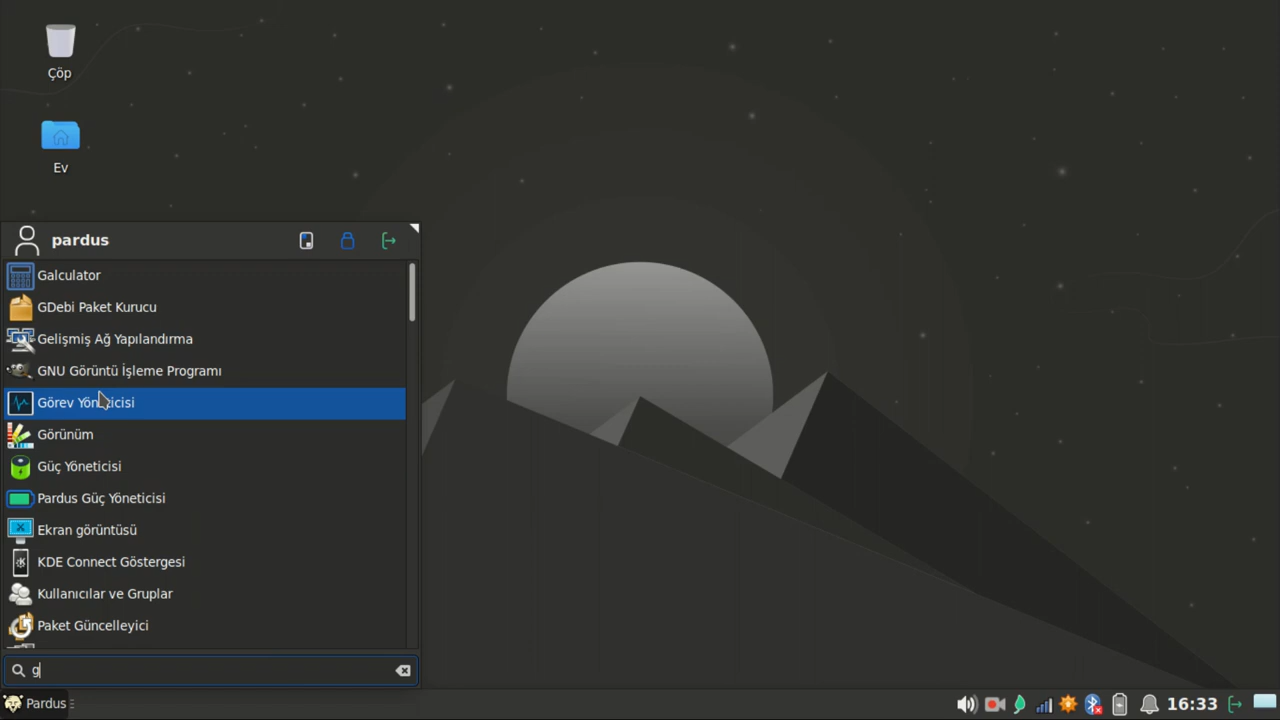 Çöp
Ev
pardus
Galculator
GDebi Paket Kurucu
Gelişmiş Ağ Yapılandırma
GNU Görüntü İşleme Programı
Görev Yöneticisi
Görünüm
Güç Yöneticisi
Pardus Güç Yöneticisi
Ekran görüntüsü
KDE Connect Göstergesi
Kullanıcılar ve Gruplar
Paket Güncelleyici
g
Pardus
16:33